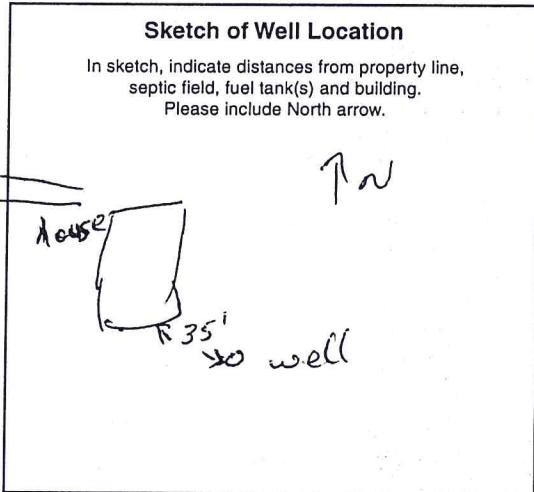 Sketch of Well Location
In sketch, indicate distances from property line,
septic field, fuel tank(s) and building.
Please include North arrow.
↑ N
house
35'
well